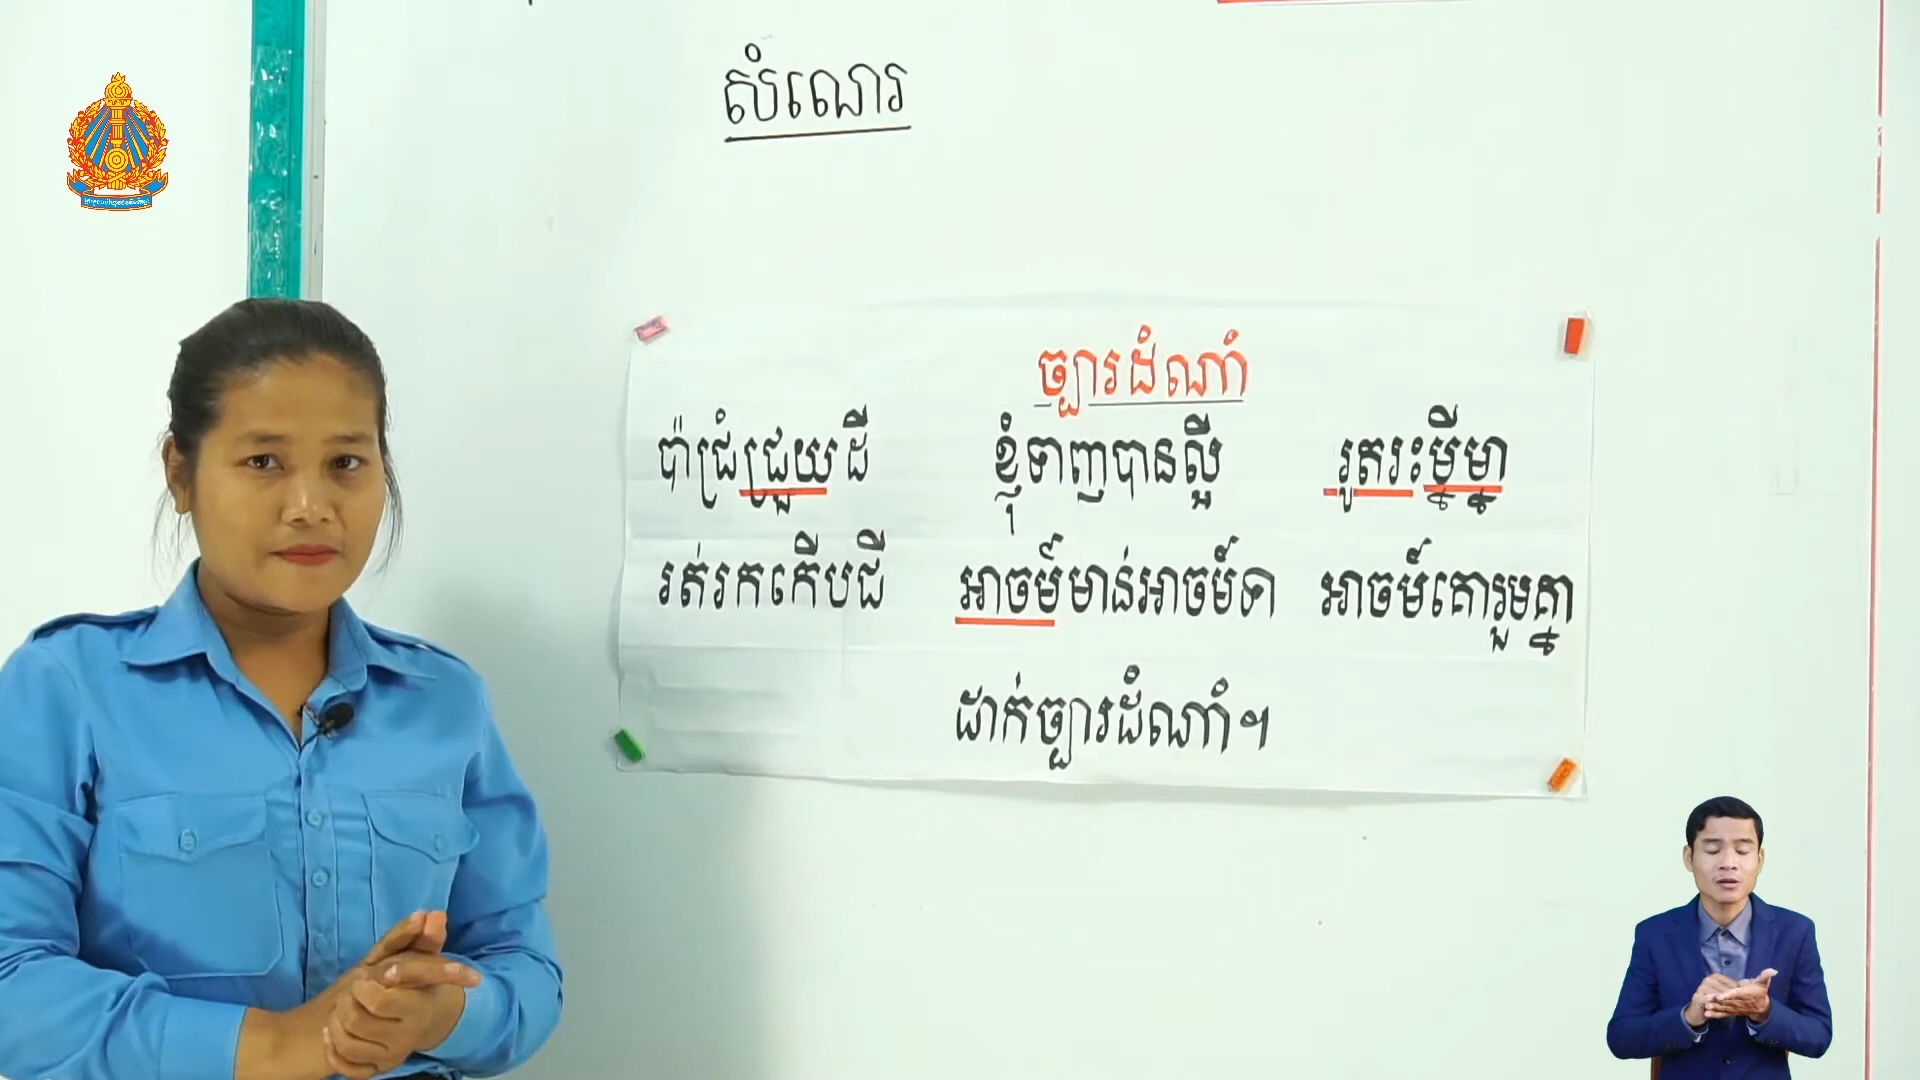 សំណេរ
ច្បារដំណាំ
ប៉ាជ្រំជ្រួយដី ខ្ញុំទាញបានស្លឺ រូតរះម្នីម្នា
រត់រកកើបជី អាចម៍មាន់អាចម៍ទា អាចម៍គោរួមគ្នា
ដាក់ច្បារដំណាំ។